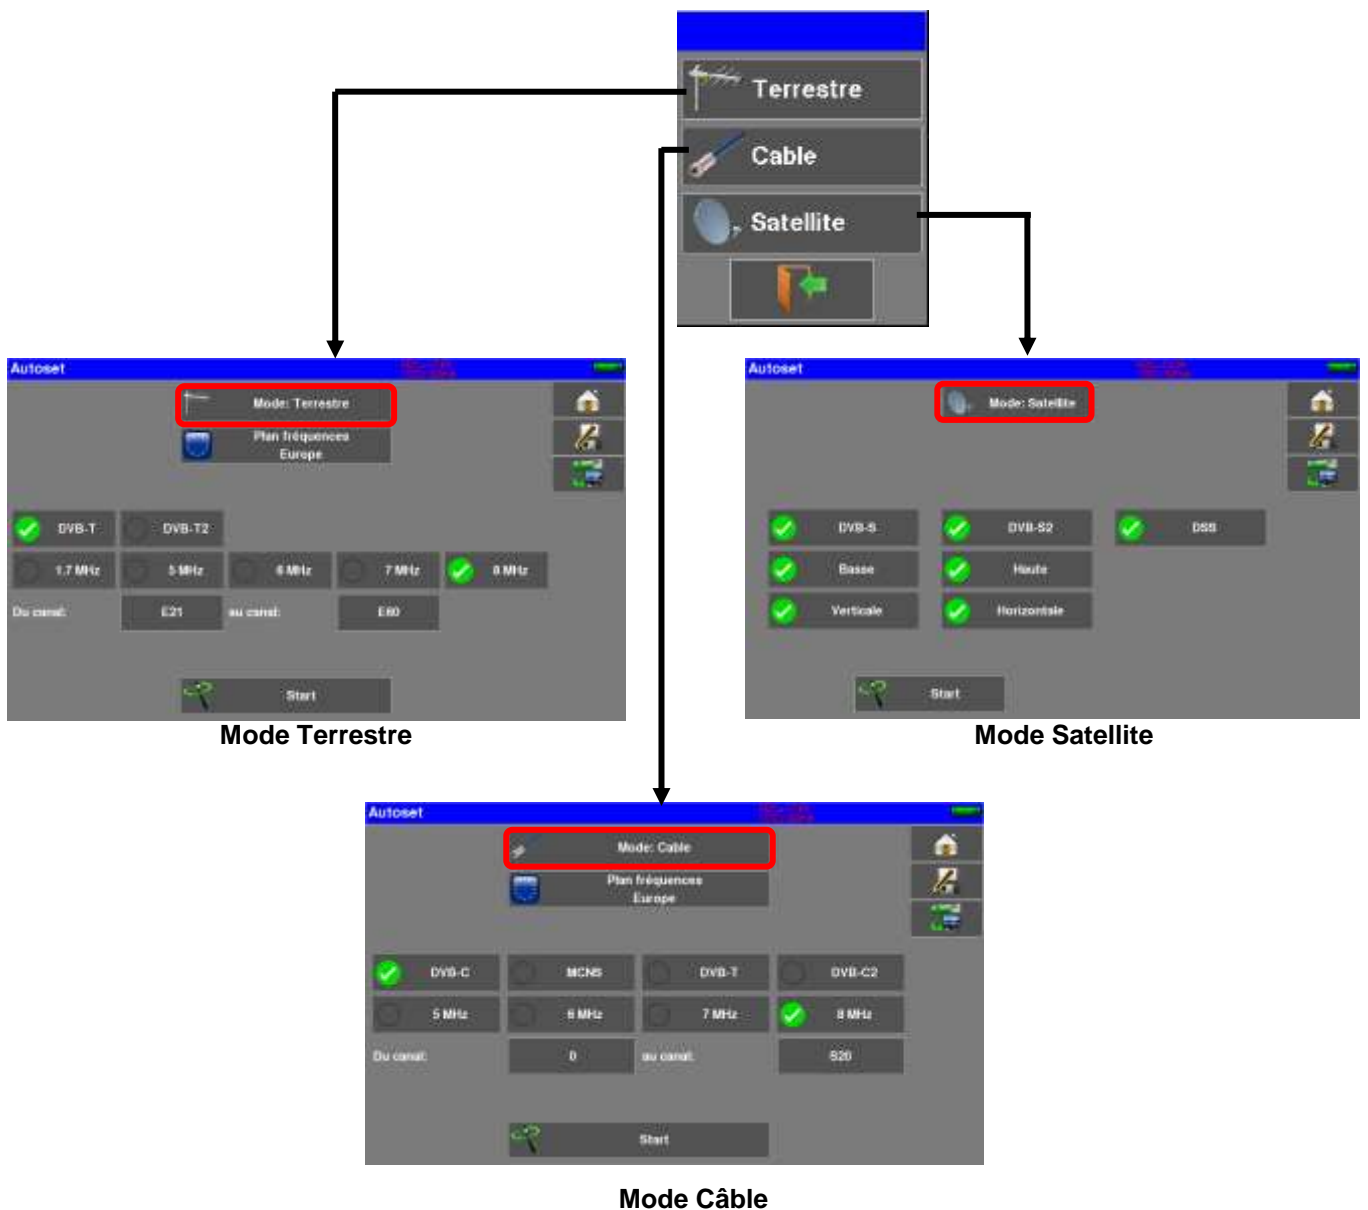 Terrestre
Cable
Satellite
Autoset
Mode: Terrestre
Plan fréquences
Europe
DVB-T DVB-T2
1.7 MHz 5 MHz 6 MHz 7 MHz 8 MHz
Du canal: E21 au canal: E60
Start
Mode Terrestre
Autoset
Mode: Satellite
DVB-S DVB-S2 DSS
Basse Haute
Verticale Horizontale
Start
Mode Satellite
Autoset
Mode: Cable
Plan fréquences
Europe
DVB-C MCNS DVB-T DVB-C2
5 MHz 6 MHz 7 MHz 8 MHz
Du canal: 0 au canal: S20
Start
Mode Câble